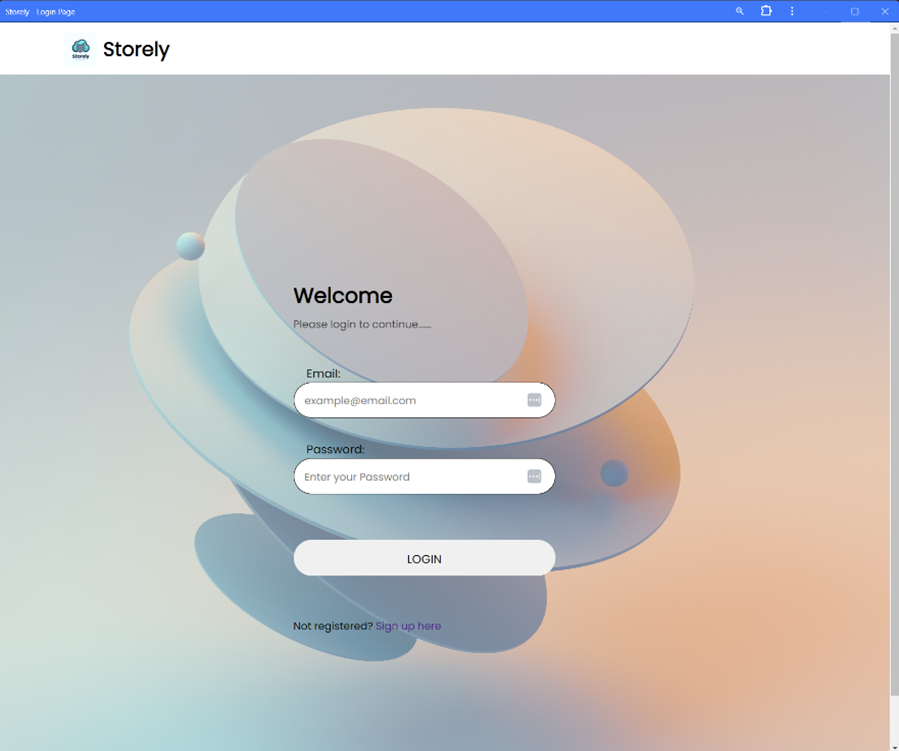 Storely - Login Page
Storely
Storely
Welcome
Please login to continue......
Email:
example@email.com
Password:
Enter your Password
LOGIN
Not registered? Sign up here